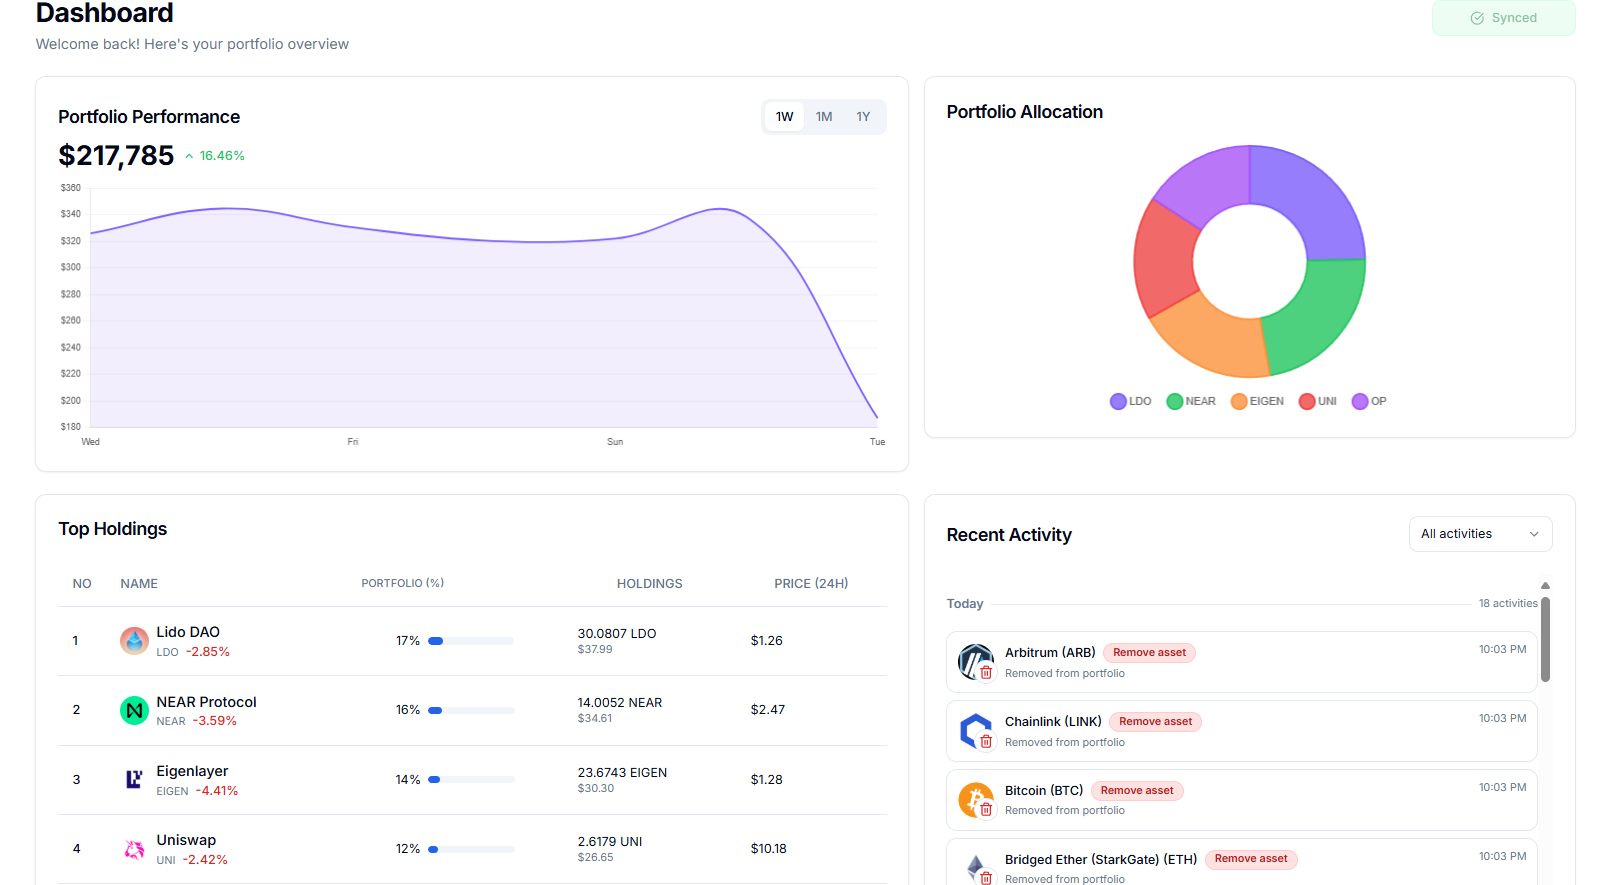 Dashboard
Welcome back! Here's your portfolio overview
Synced
Portfolio Performance
1W 1M 1Y
$217,785 16.46%
$360
$340
$320
$300
$280
$260
$240
$220
$200
$180
Wed Fri Sun Tue
Portfolio Allocation
LDO NEAR EIGEN UNI OP
Top Holdings
NO NAME PORTFOLIO (%) HOLDINGS PRICE (24H)
1 Lido DAO 17% 30.0807 LDO $1.26
LDO -2.85% $37.99
2 NEAR Protocol 16% 14.0052 NEAR $2.47
NEAR -3.59% $34.61
3 Eigenlayer 14% 23.6743 EIGEN $1.28
EIGEN -4.41% $30.30
4 Uniswap 12% 2.6179 UNI $10.18
UNI -2.42% $26.65
Recent Activity
All activities
Today 18 activities
Arbitrum (ARB) Remove asset 10:03 PM
Removed from portfolio
Chainlink (LINK) Remove asset 10:03 PM
Removed from portfolio
Bitcoin (BTC) Remove asset 10:03 PM
Removed from portfolio
Bridged Ether (StarkGate) (ETH) Remove asset 10:03 PM
Removed from portfolio